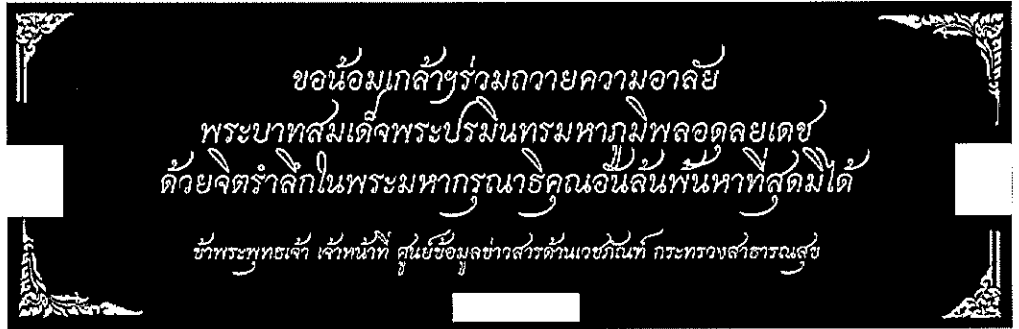 ขอน้อมเกล้าฯร่วมถวายความอาลัย
พระบาทสมเด็จพระปรมินทรมหาภูมิพลอดุลยเดช
ด้วยจิตรำลึกในพระมหากรุณาธิคุณอันล้นพ้นหาที่สุดมิได้
ข้าพระพุทธเจ้า เจ้าหน้าที่ ศูนย์ข้อมูลข่าวสารด้านเวชภัณฑ์ กระทรวงสาธารณสุข